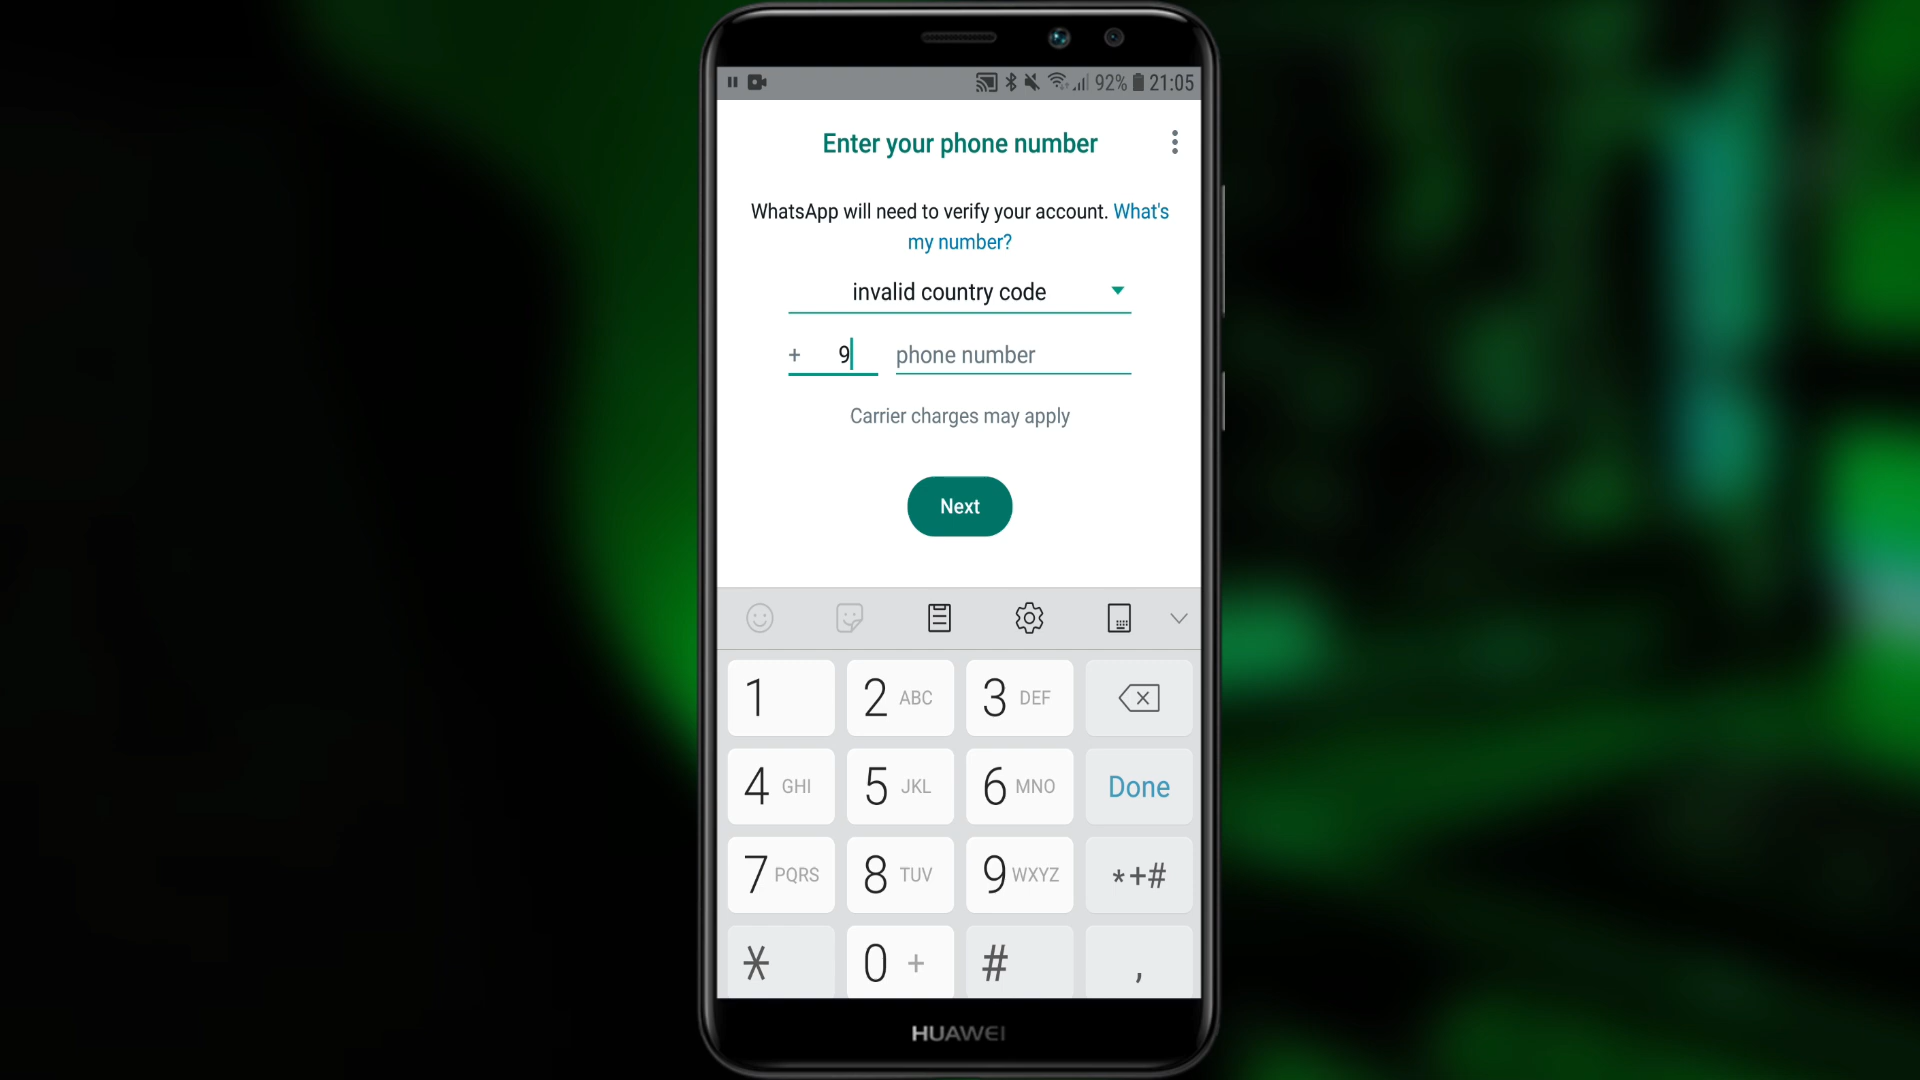 92% 21:05
Enter your phone number
WhatsApp will need to verify your account. What's
my number?
invalid country code
+ 9 phone number
Carrier charges may apply
Next
1 2 ABC 3 DEF
4 GHI 5 JKL 6 MNO Done
7 PQRS 8 TUV 9 WXYZ *+#
* 0 + # ,
HUAWEI